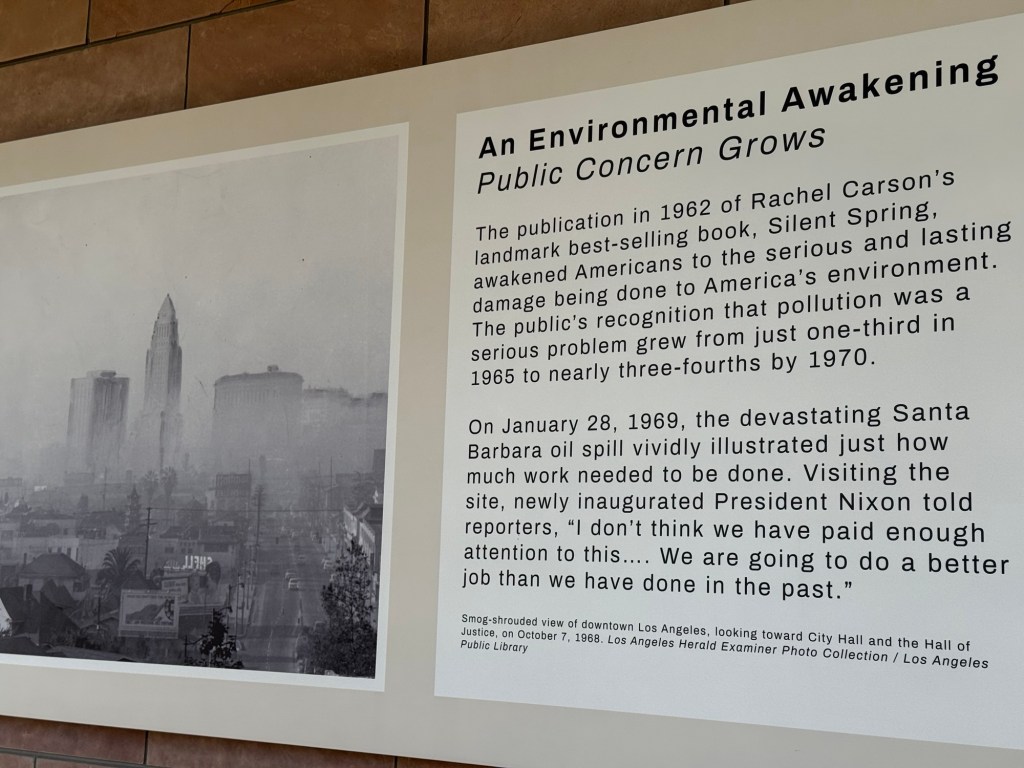 An Environmental Awakening
Public Concern Grows
The publication in 1962 of Rachel Carson's
landmark best-selling book, Silent Spring,
awakened Americans to the serious and lasting
damage being done to America's environment.
The public's recognition that pollution was a
serious problem grew from just one-third in
1965 to nearly three-fourths by 1970.
On January 28, 1969, the devastating Santa
Barbara oil spill vividly illustrated just how
much work needed to be done. Visiting the
site, newly inaugurated President Nixon told
reporters, “I don't think we have paid enough
attention to this.... We are going to do a better
job than we have done in the past.”
Smog-shrouded view of downtown Los Angeles, looking toward City Hall and the Hall of
Justice, on October 7, 1968. Los Angeles Herald Examiner Photo Collection / Los Angeles
Public Library
SHELL